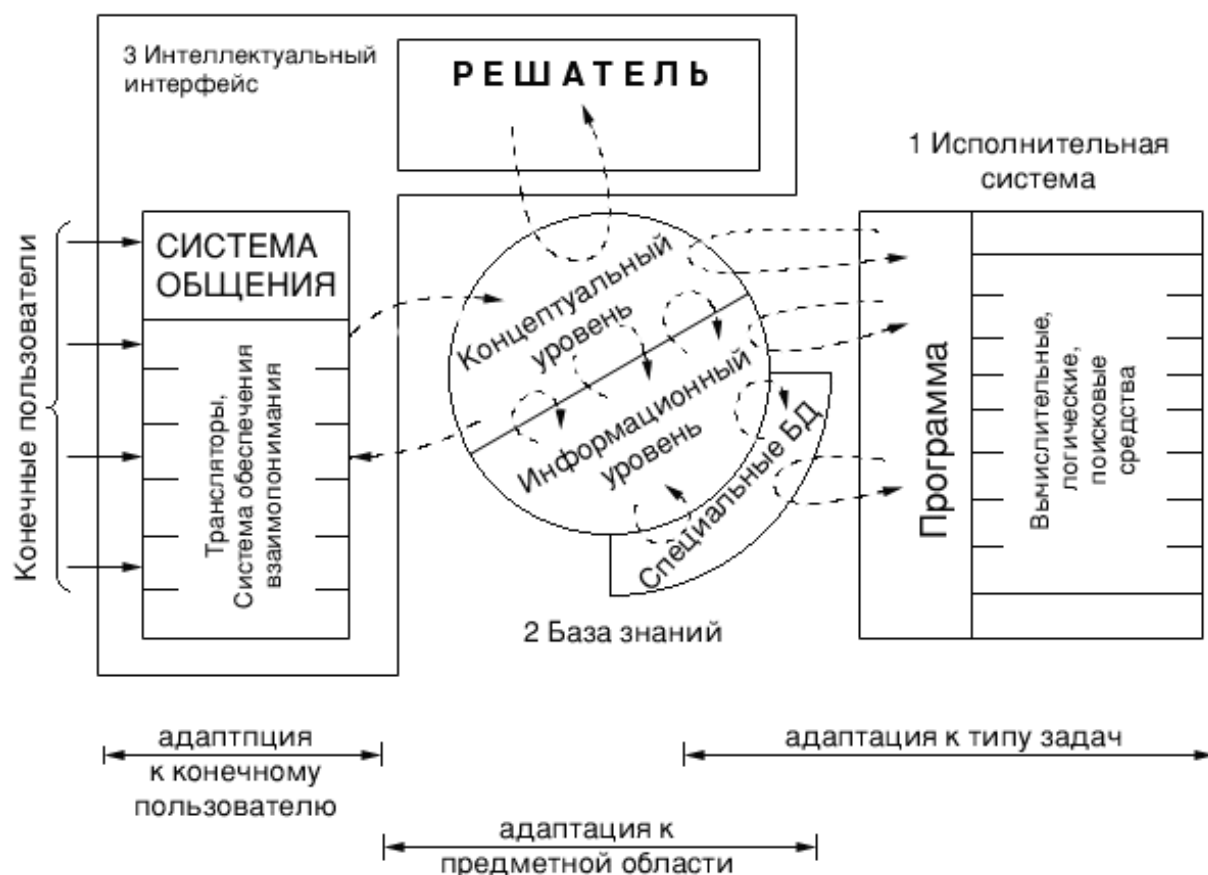 3 Интеллектуальный
интерфейс
РЕШАТЕЛЬ
1 Исполнительная
система
Конечные пользователи
СИСТЕМА
ОБЩЕНИЯ
Трансляторы,
Система обеспечения
взаимопонимания
Концептуальный
уровень
Информационный
уровень
Специальные БД
2 База знаний
Программа
Вычислительные,
логические,
поисковые
средства
адаптпция
к конечному
пользователю
адаптация к типу задач
адаптация к
предметной области